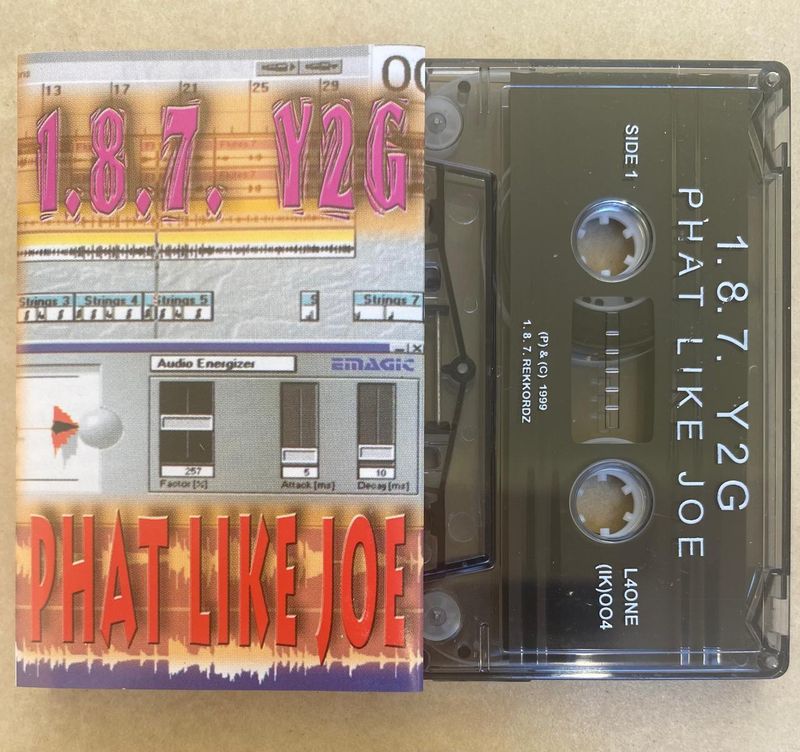 13 17 21 25 29
00
1.8.7. Y2G
Strings 3 Strings 4 Strings 5 S Strings 7
Audio Energizer
EMAGIC
257 5 10
Factor [%] Attack [ms] Decay [ms]
PHAT LIKE JOE
SIDE 1
1. 8. 7. Y2G
PHAT LIKE JOE
(P) & (C) 1999
1. 8. 7. REKKORDZ
L4ONE
(IK)OO4